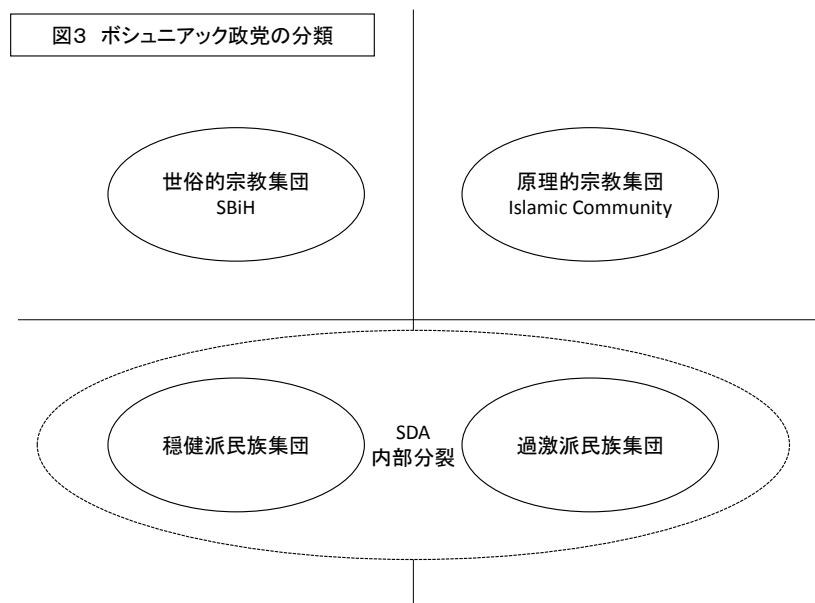 図３ ボシュニアック政党の分類
世俗的宗教集団
SBiH
原理的宗教集団
Islamic Community
穏健派民族集団
SDA
内部分裂
過激派民族集団